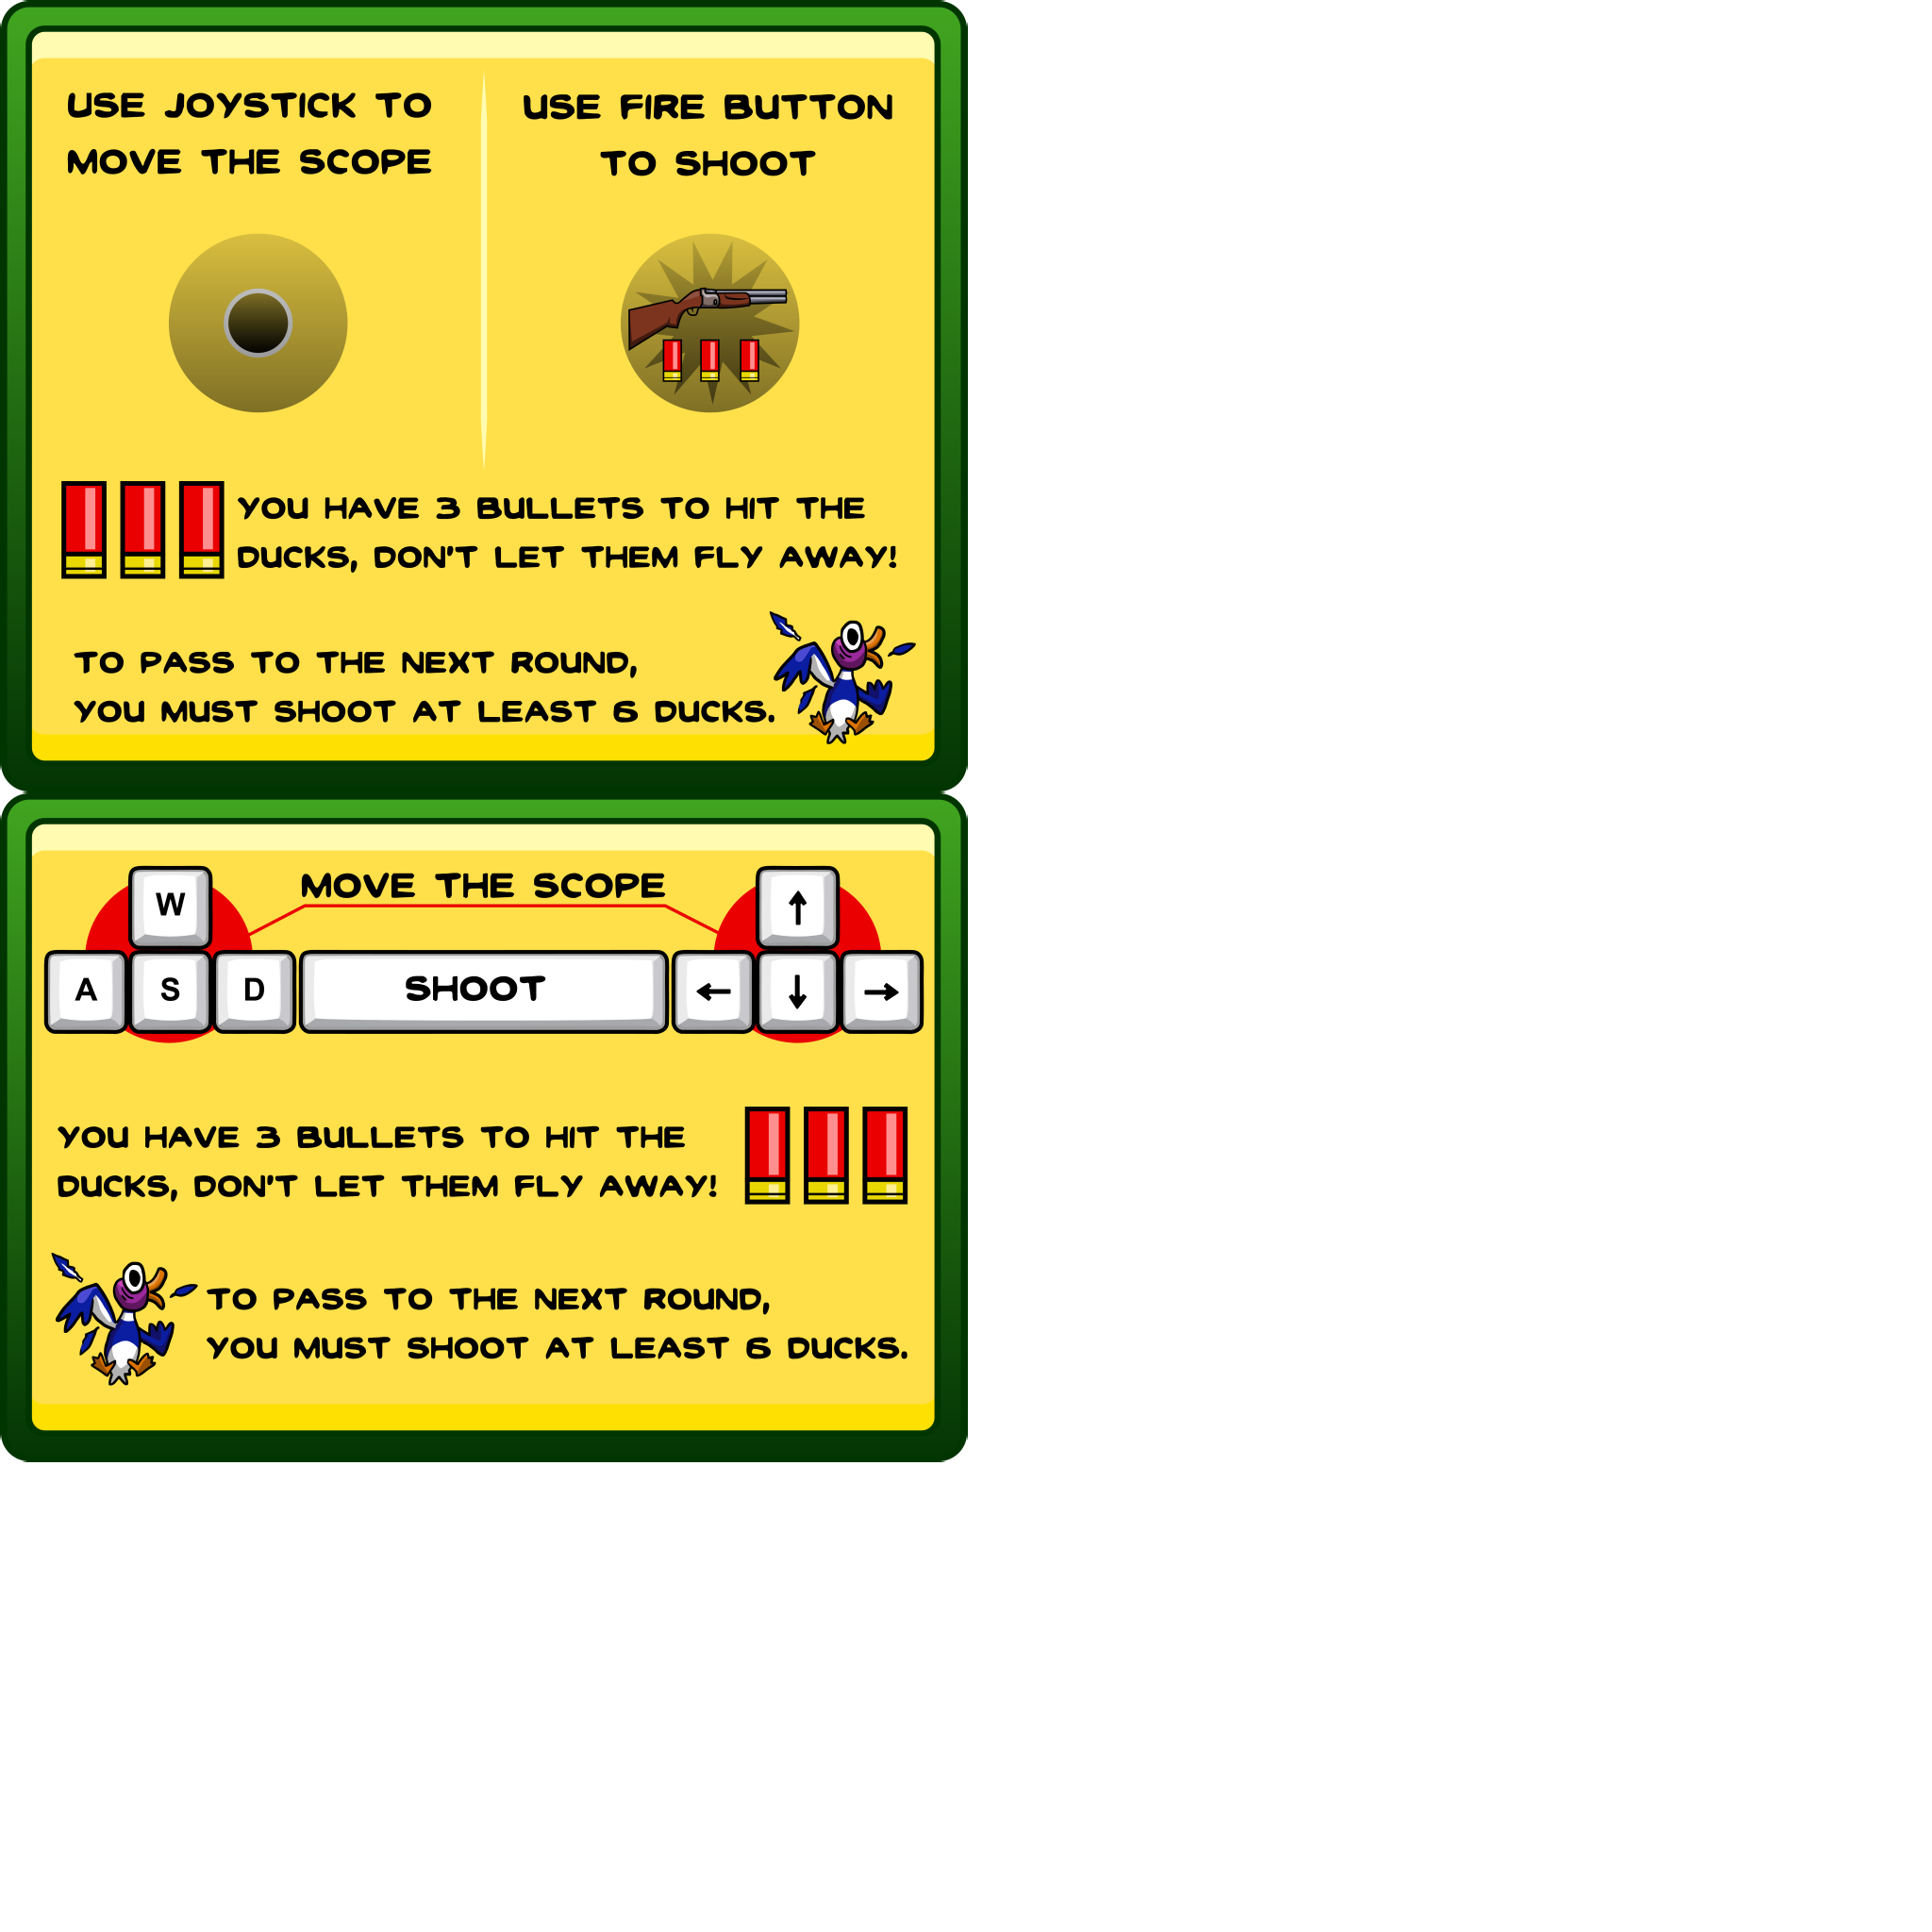 USE JOYSTICK TO
MOVE THE SCOPE
USE FIRE BUTTON
TO SHOOT
YOU HAVE 3 BULLETS TO HIT THE
DUCKS, DON'T LET THEM FLY AWAY!
TO PASS TO THE NEXT ROUND,
YOU MUST SHOOT AT LEAST 6 DUCKS.
MOVE THE SCOPE
W
↑
A S D SHOOT ← ↓ →
YOU HAVE 3 BULLETS TO HIT THE
DUCKS, DON'T LET THEM FLY AWAY!
TO PASS TO THE NEXT ROUND,
YOU MUST SHOOT AT LEAST 6 DUCKS.